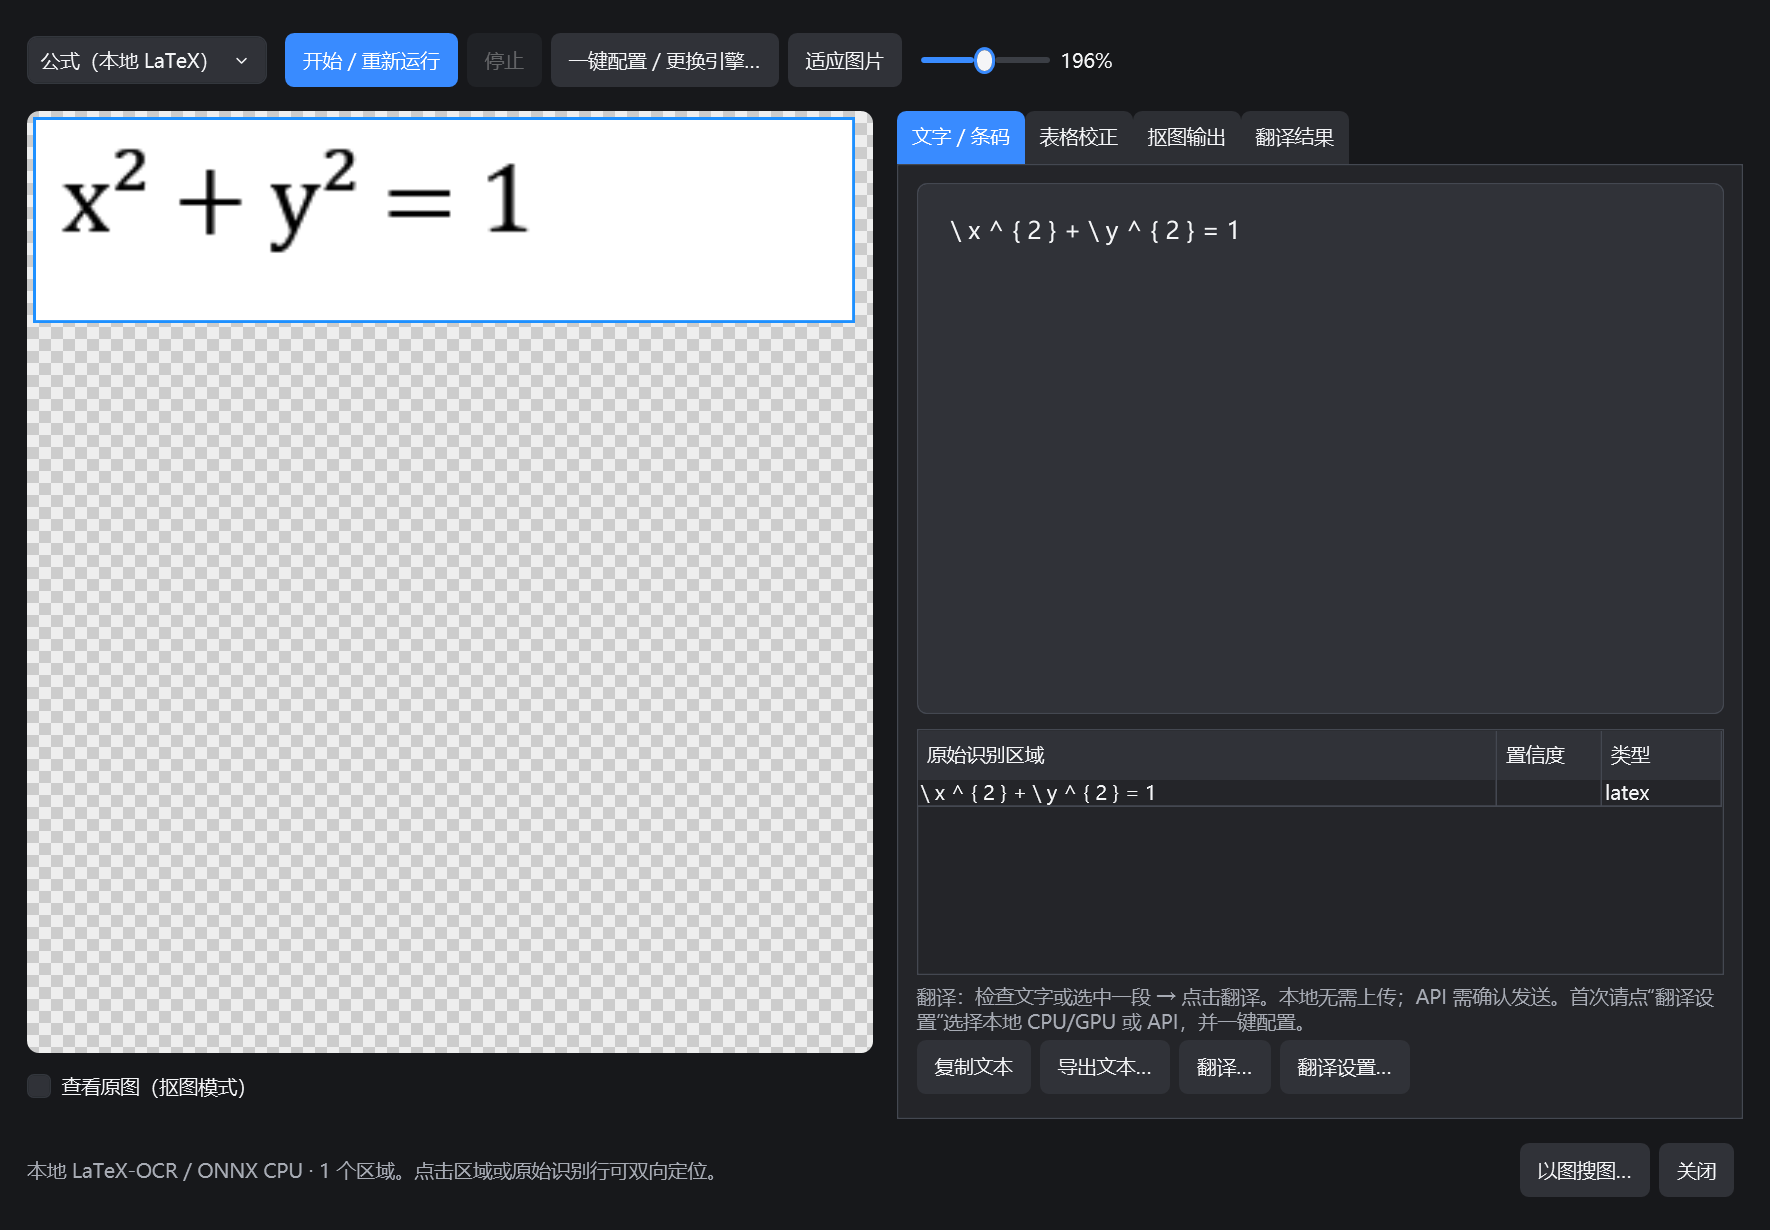 公式（本地 LaTeX） 开始 / 重新运行 停止 一键配置 / 更换引擎... 适应图片 196%
x² + y² = 1
文字 / 条码 表格校正 抠图输出 翻译结果
\ x ^ { 2 } + \ y ^ { 2 } = 1
原始识别区域 置信度 类型
\ x ^ { 2 } + \ y ^ { 2 } = 1 latex
翻译：检查文字或选中一段 → 点击翻译。本地无需上传；API 需确认发送。首次请点“翻译设
置”选择本地 CPU/GPU 或 API，并一键配置。
复制文本 导出文本... 翻译... 翻译设置...
查看原图（抠图模式）
本地 LaTeX-OCR / ONNX CPU · 1 个区域。点击区域或原始识别行可双向定位。
以图搜图... 关闭